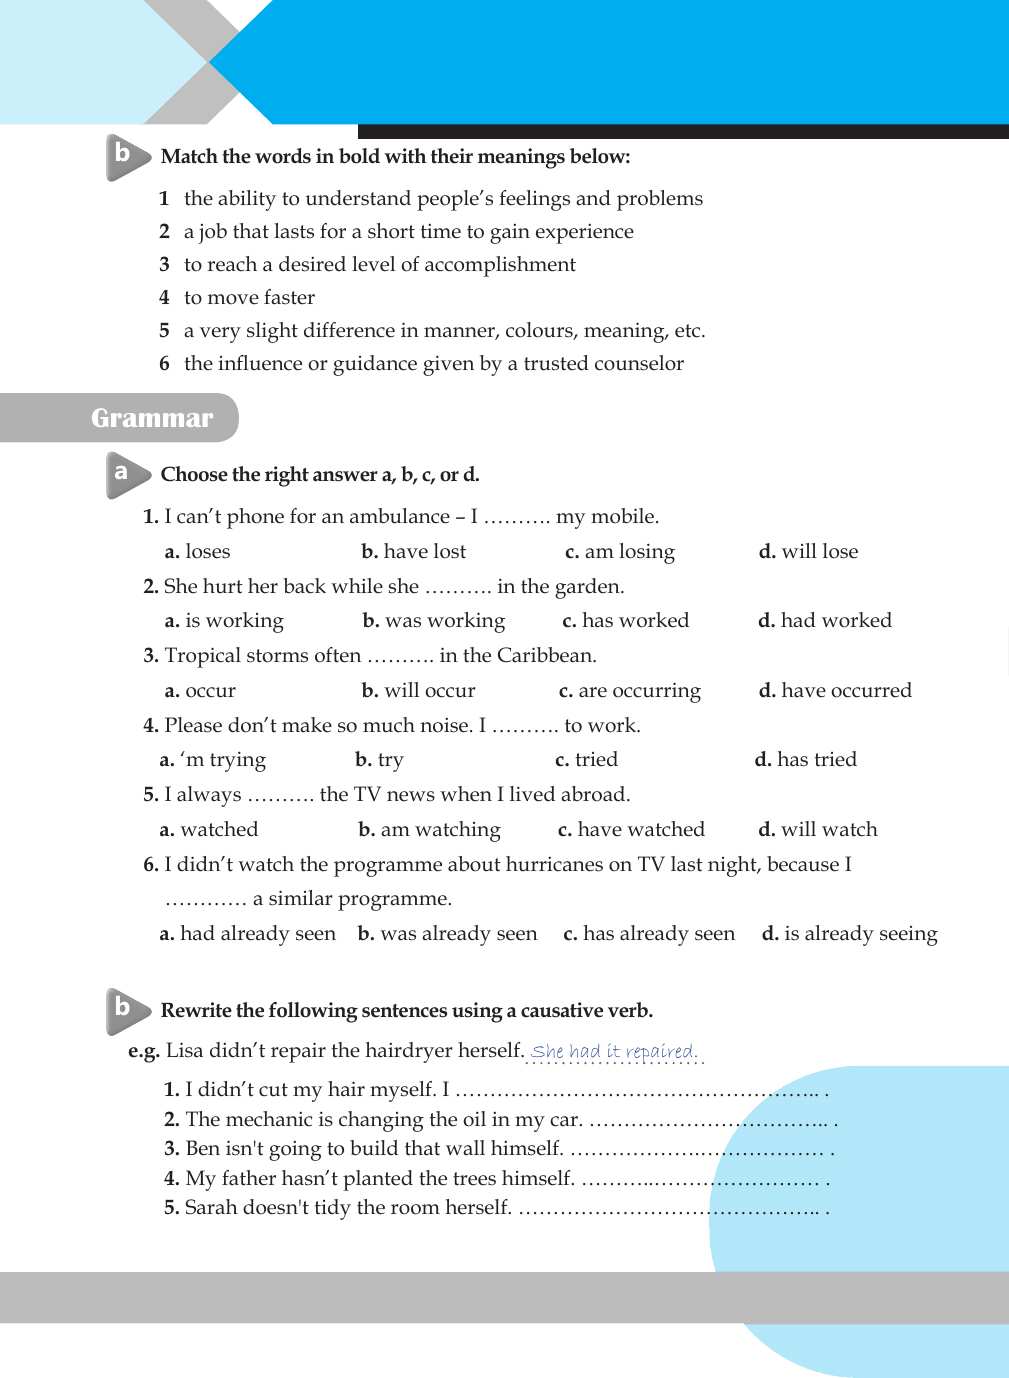 b Match the words in bold with their meanings below:
1 the ability to understand people’s feelings and problems
2 a job that lasts for a short time to gain experience
3 to reach a desired level of accomplishment
4 to move faster
5 a very slight difference in manner, colours, meaning, etc.
6 the influence or guidance given by a trusted counselor
Grammar
a Choose the right answer a, b, c, or d.
1. I can’t phone for an ambulance – I ………. my mobile.
a. loses b. have lost c. am losing d. will lose
2. She hurt her back while she ………. in the garden.
a. is working b. was working c. has worked d. had worked
3. Tropical storms often ………. in the Caribbean.
a. occur b. will occur c. are occurring d. have occurred
4. Please don’t make so much noise. I ………. to work.
a. ‘m trying b. try c. tried d. has tried
5. I always ………. the TV news when I lived abroad.
a. watched b. am watching c. have watched d. will watch
6. I didn’t watch the programme about hurricanes on TV last night, because I
………… a similar programme.
a. had already seen b. was already seen c. has already seen d. is already seeing
b Rewrite the following sentences using a causative verb.
e.g. Lisa didn’t repair the hairdryer herself. She had it repaired.
1. I didn’t cut my hair myself. I …………………………………………….. .
2. The mechanic is changing the oil in my car. …………………………….. .
3. Ben isn't going to build that wall himself. ……………….……………… .
4. My father hasn’t planted the trees himself. ………..…………………… .
5. Sarah doesn't tidy the room herself. …………………………………….. .